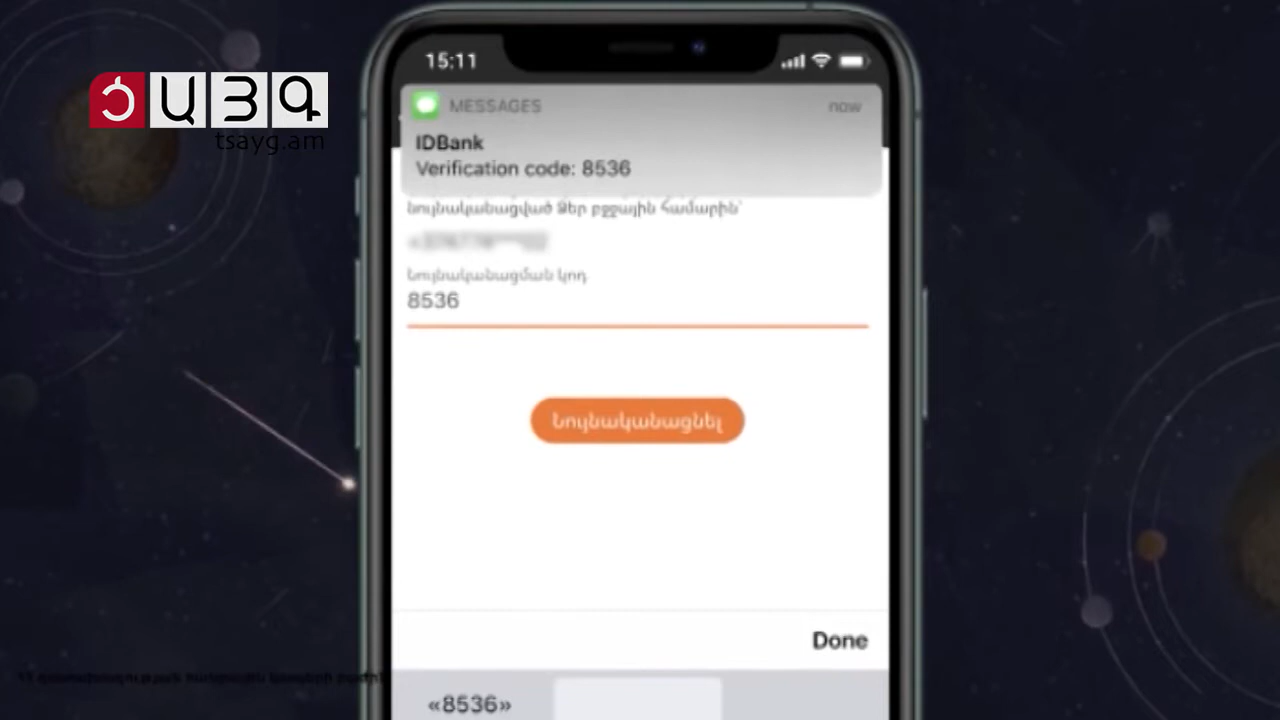 ԾԱՅԳ
tsayg.am
15:11
MESSAGES
now
IDBank
Verification code: 8536
նույնականացված Ձեր բջջային համարին՝
Նույնականացման կոդ
8536
Նույնականացնել
Done
«8536»